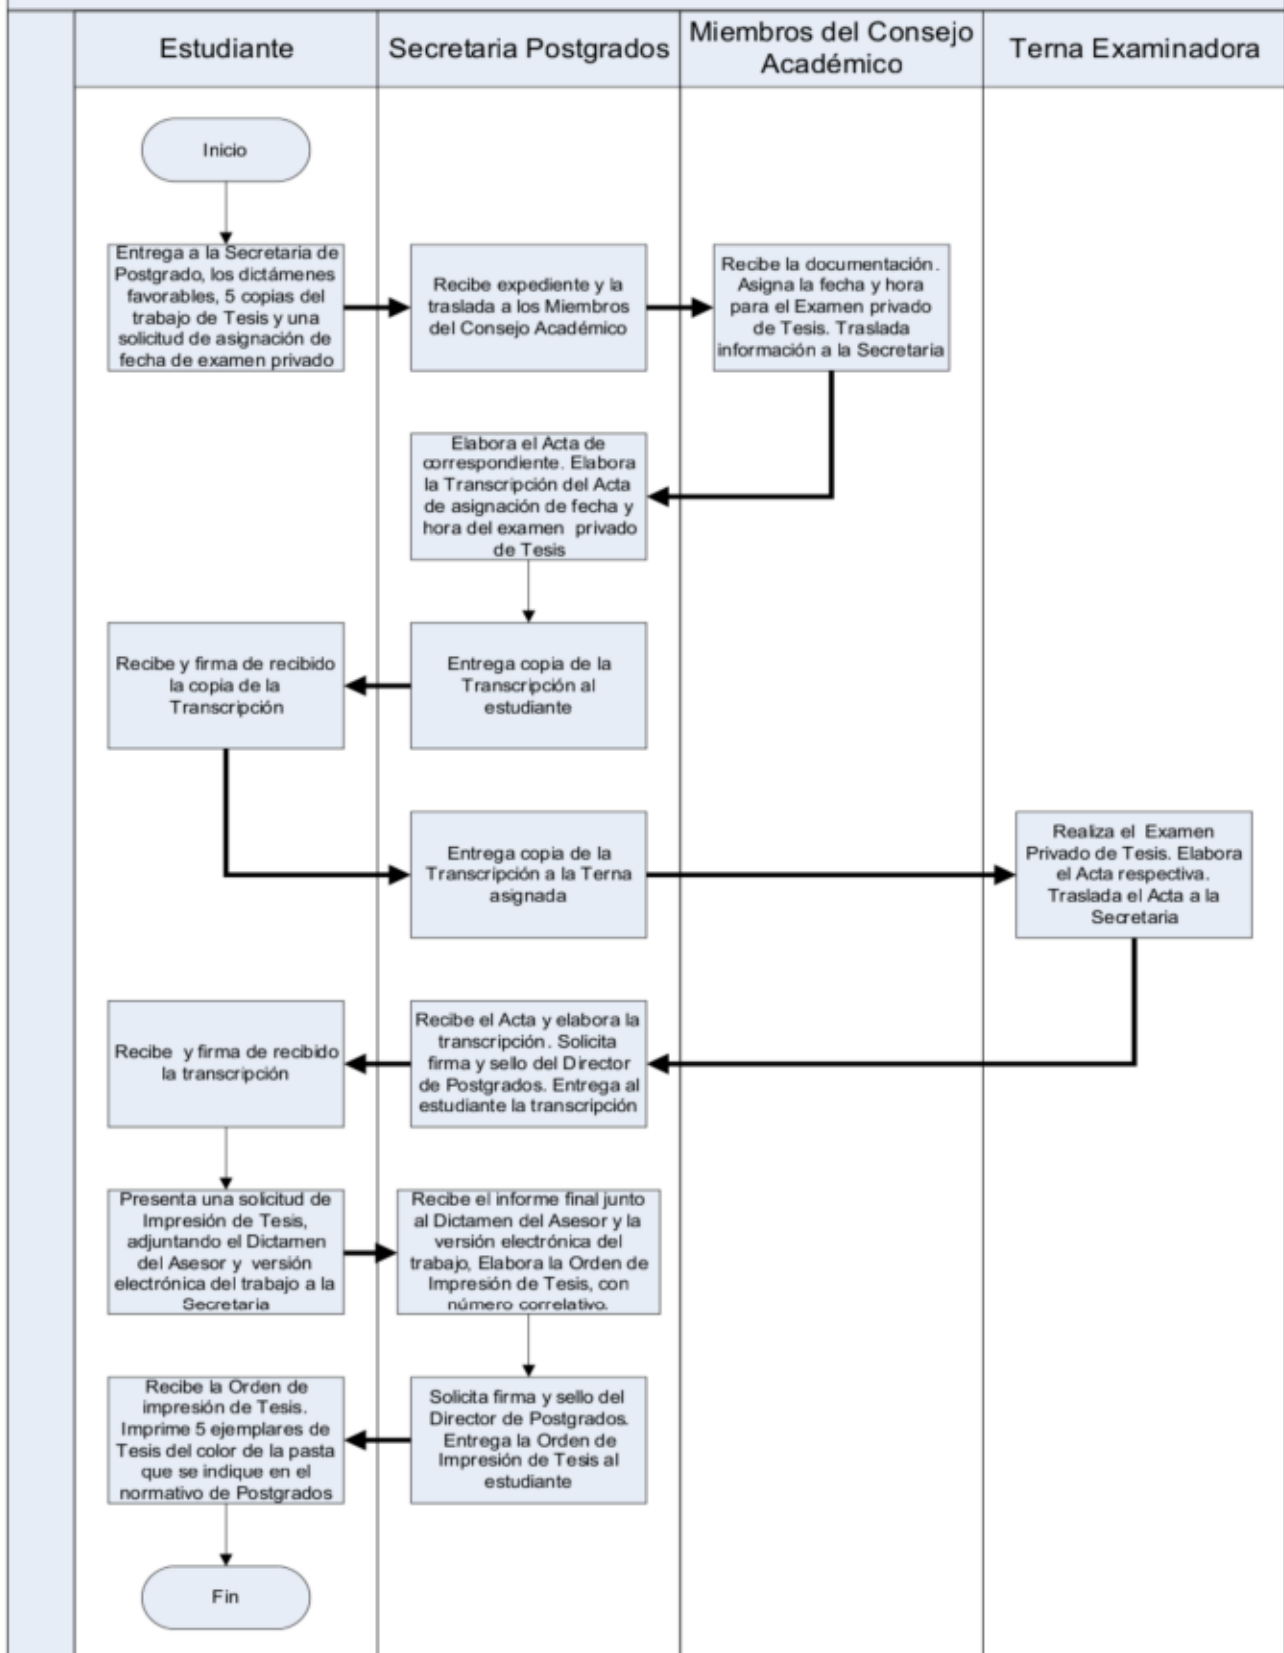 Estudiante
Secretaria Postgrados
Miembros del Consejo
Académico
Terna Examinadora
Inicio
Entrega a la Secretaria de
Postgrado, los dictámenes
favorables, 5 copias del
trabajo de Tesis y una
solicitud de asignación de
fecha de examen privado
Recibe expediente y la
traslada a los Miembros
del Consejo Académico
Recibe la documentación.
Asigna la fecha y hora
para el Examen privado
de Tesis. Traslada
información a la Secretaria
Elabora el Acta de
correspondiente. Elabora
la Transcripción del Acta
de asignación de fecha y
hora del examen privado
de Tesis
Entrega copia de la
Transcripción al
estudiante
Recibe y firma de recibido
la copia de la
Transcripción
Entrega copia de la
Transcripción a la Terna
asignada
Realiza el Examen
Privado de Tesis. Elabora
el Acta respectiva.
Traslada el Acta a la
Secretaria
Recibe el Acta y elabora la
transcripción. Solicita
firma y sello del Director
de Postgrados. Entrega al
estudiante la transcripción
Recibe y firma de recibido
la transcripción
Presenta una solicitud de
Impresión de Tesis,
adjuntando el Dictamen
del Asesor y versión
electrónica del trabajo a la
Secretaria
Recibe el informe final junto
al Dictamen del Asesor y la
versión electrónica del
trabajo, Elabora la Orden de
Impresión de Tesis, con
número correlativo.
Solicita firma y sello del
Director de Postgrados.
Entrega la Orden de
Impresión de Tesis al
estudiante
Recibe la Orden de
impresión de Tesis.
Imprime 5 ejemplares de
Tesis del color de la pasta
que se indique en el
normativo de Postgrados
Fin